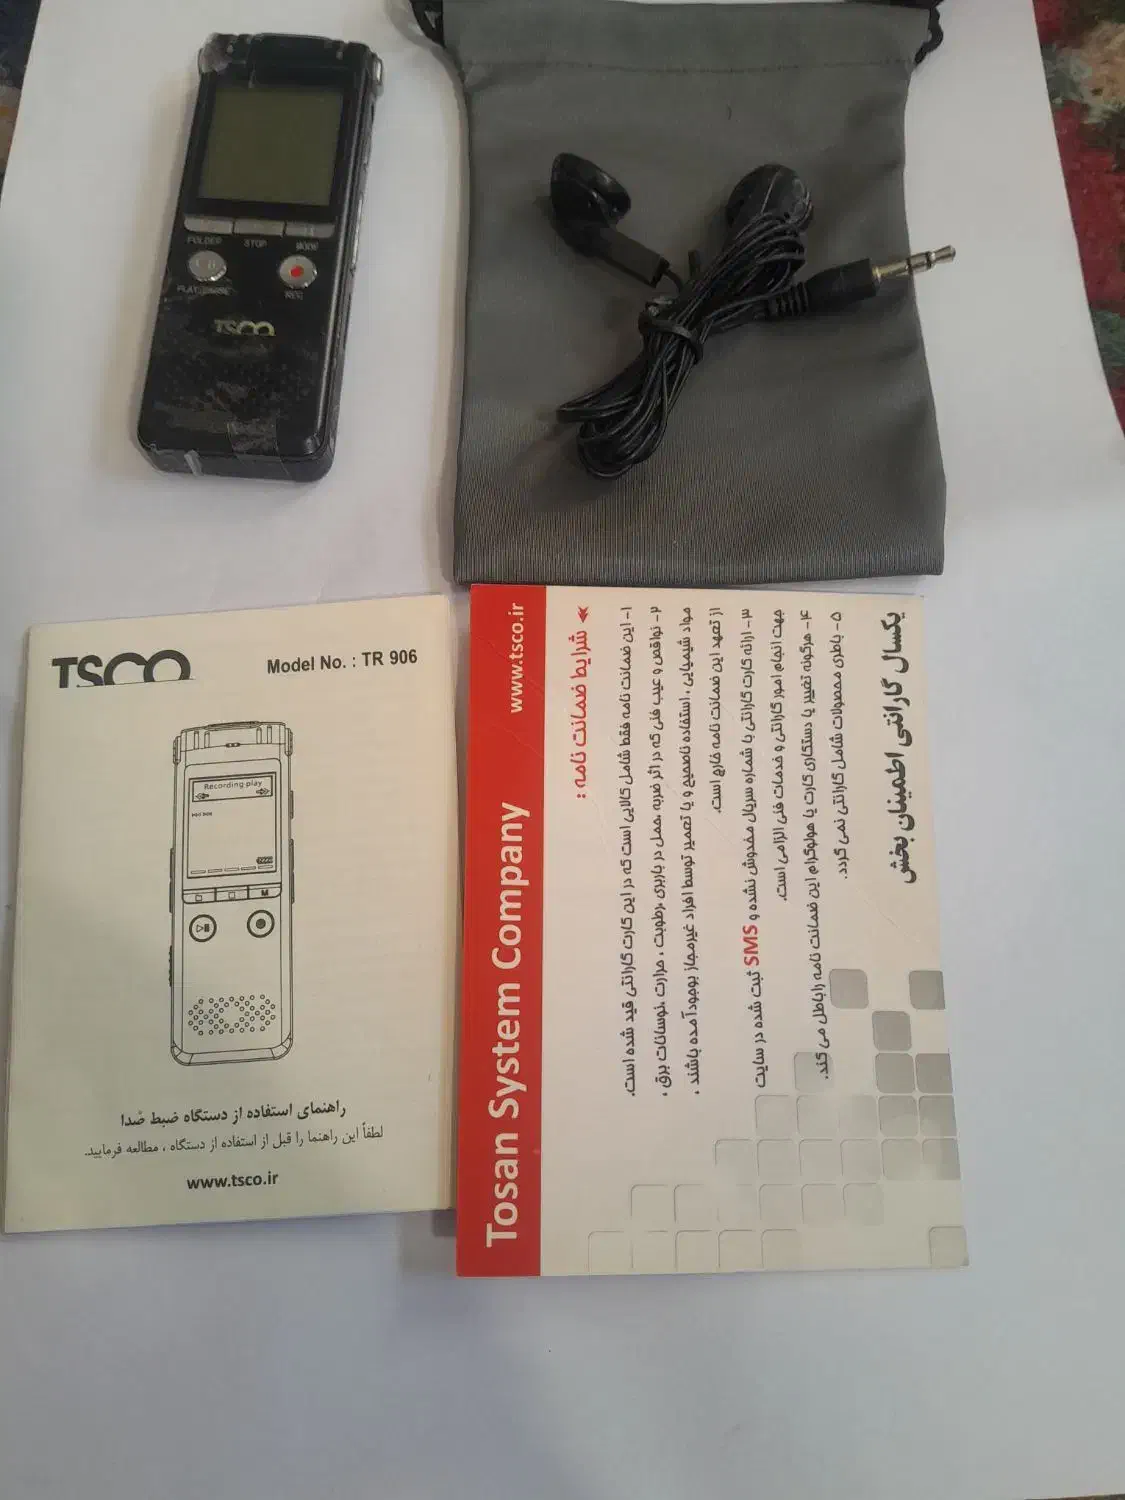 FOLDER STOP MODE
PLAY/PAUSE REC
TSCO
TSCO
Model No. : TR 906
Recording play
راهنمای استفاده از دستگاه ضبط صدا
لطفاً این راهنما را قبل از استفاده از دستگاه ، مطالعه فرمایید.
www.tsco.ir
Tosan System Company
www.tsco.ir
یکسال گارانتی اطمینان بخش
شرایط ضمانت نامه :
۱- این ضمانت نامه فقط شامل کالایی است که در این کارت گارانتی قید شده است.
۲- نواقص و عیب فنی که در اثر ضربه ،حمل در باربری ،رطوبت ، حرارت ،نوسانات برق ،
مواد شیمیایی ، استفاده ناصحیح و یا تعمیر توسط افراد غیرمجاز بوجود آمده باشند ،
از تعهد این ضمانت نامه خارج است.
۳- ارائه کارت گارانتی با شماره سریال مخدوش نشده و SMS ثبت شده در سایت
جهت انجام امور گارانتی و خدمات فنی الزامی است.
۴- هرگونه تغییر یا دستکاری کارت یا هولوگرام این ضمانت نامه را باطل می کند.
۵- باطری محصولات شامل گارانتی نمی گردد.